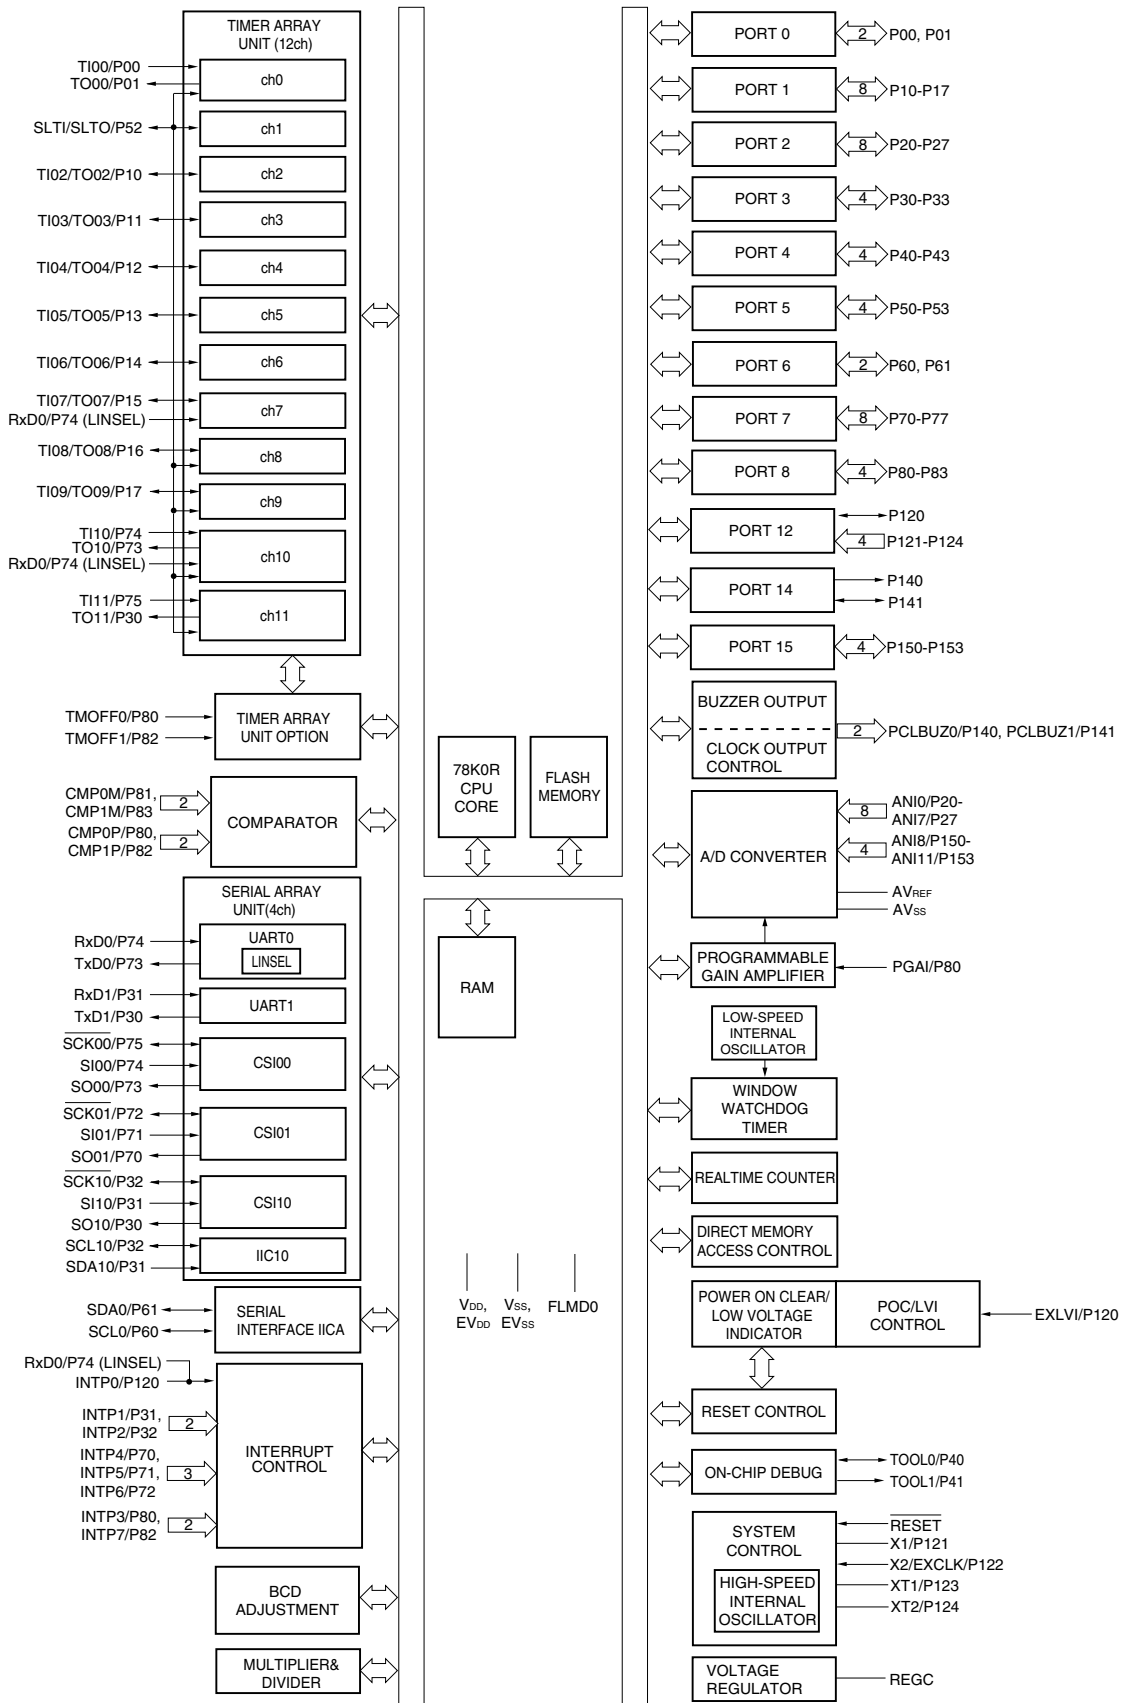 TIMER ARRAY
UNIT (12ch)
TI00/P00
TO00/P01
ch0
SLTI/SLTO/P52
ch1
TI02/TO02/P10
ch2
TI03/TO03/P11
ch3
TI04/TO04/P12
ch4
TI05/TO05/P13
ch5
TI06/TO06/P14
ch6
TI07/TO07/P15
RxD0/P74 (LINSEL)
ch7
TI08/TO08/P16
ch8
TI09/TO09/P17
ch9
TI10/P74
TO10/P73
RxD0/P74 (LINSEL)
ch10
TI11/P75
TO11/P30
ch11
TMOFF0/P80
TMOFF1/P82
TIMER ARRAY
UNIT OPTION
CMP0M/P81,
CMP1M/P83
2
CMP0P/P80,
CMP1P/P82
2
COMPARATOR
SERIAL ARRAY
UNIT(4ch)
RxD0/P74
TxD0/P73
UART0
LINSEL
RxD1/P31
TxD1/P30
UART1
SCK00/P75
SI00/P74
SO00/P73
CSI00
SCK01/P72
SI01/P71
SO01/P70
CSI01
SCK10/P32
SI10/P31
SO10/P30
CSI10
SCL10/P32
SDA10/P31
IIC10
SDA0/P61
SCL0/P60
SERIAL
INTERFACE IICA
RxD0/P74 (LINSEL)
INTP0/P120
INTP1/P31,
INTP2/P32
2
INTP4/P70,
INTP5/P71,
INTP6/P72
3
INTP3/P80,
INTP7/P82
2
INTERRUPT
CONTROL
BCD
ADJUSTMENT
MULTIPLIER&
DIVIDER
78K0R
CPU
CORE
FLASH
MEMORY
RAM
VDD,
EVDD
VSS,
EVSS
FLMD0
PORT 0
2
P00, P01
PORT 1
8
P10-P17
PORT 2
8
P20-P27
PORT 3
4
P30-P33
PORT 4
4
P40-P43
PORT 5
4
P50-P53
PORT 6
2
P60, P61
PORT 7
8
P70-P77
PORT 8
4
P80-P83
PORT 12
P120
4
P121-P124
PORT 14
P140
P141
PORT 15
4
P150-P153
BUZZER OUTPUT
CLOCK OUTPUT
CONTROL
2
PCLBUZ0/P140, PCLBUZ1/P141
A/D CONVERTER
8
ANI0/P20-
ANI7/P27
4
ANI8/P150-
ANI11/P153
AVREF
AVSS
PROGRAMMABLE
GAIN AMPLIFIER
PGAI/P80
LOW-SPEED
INTERNAL
OSCILLATOR
WINDOW
WATCHDOG
TIMER
REALTIME COUNTER
DIRECT MEMORY
ACCESS CONTROL
POWER ON CLEAR/
LOW VOLTAGE
INDICATOR
POC/LVI
CONTROL
EXLVI/P120
RESET CONTROL
ON-CHIP DEBUG
TOOL0/P40
TOOL1/P41
SYSTEM
CONTROL
HIGH-SPEED
INTERNAL
OSCILLATOR
RESET
X1/P121
X2/EXCLK/P122
XT1/P123
XT2/P124
VOLTAGE
REGULATOR
REGC